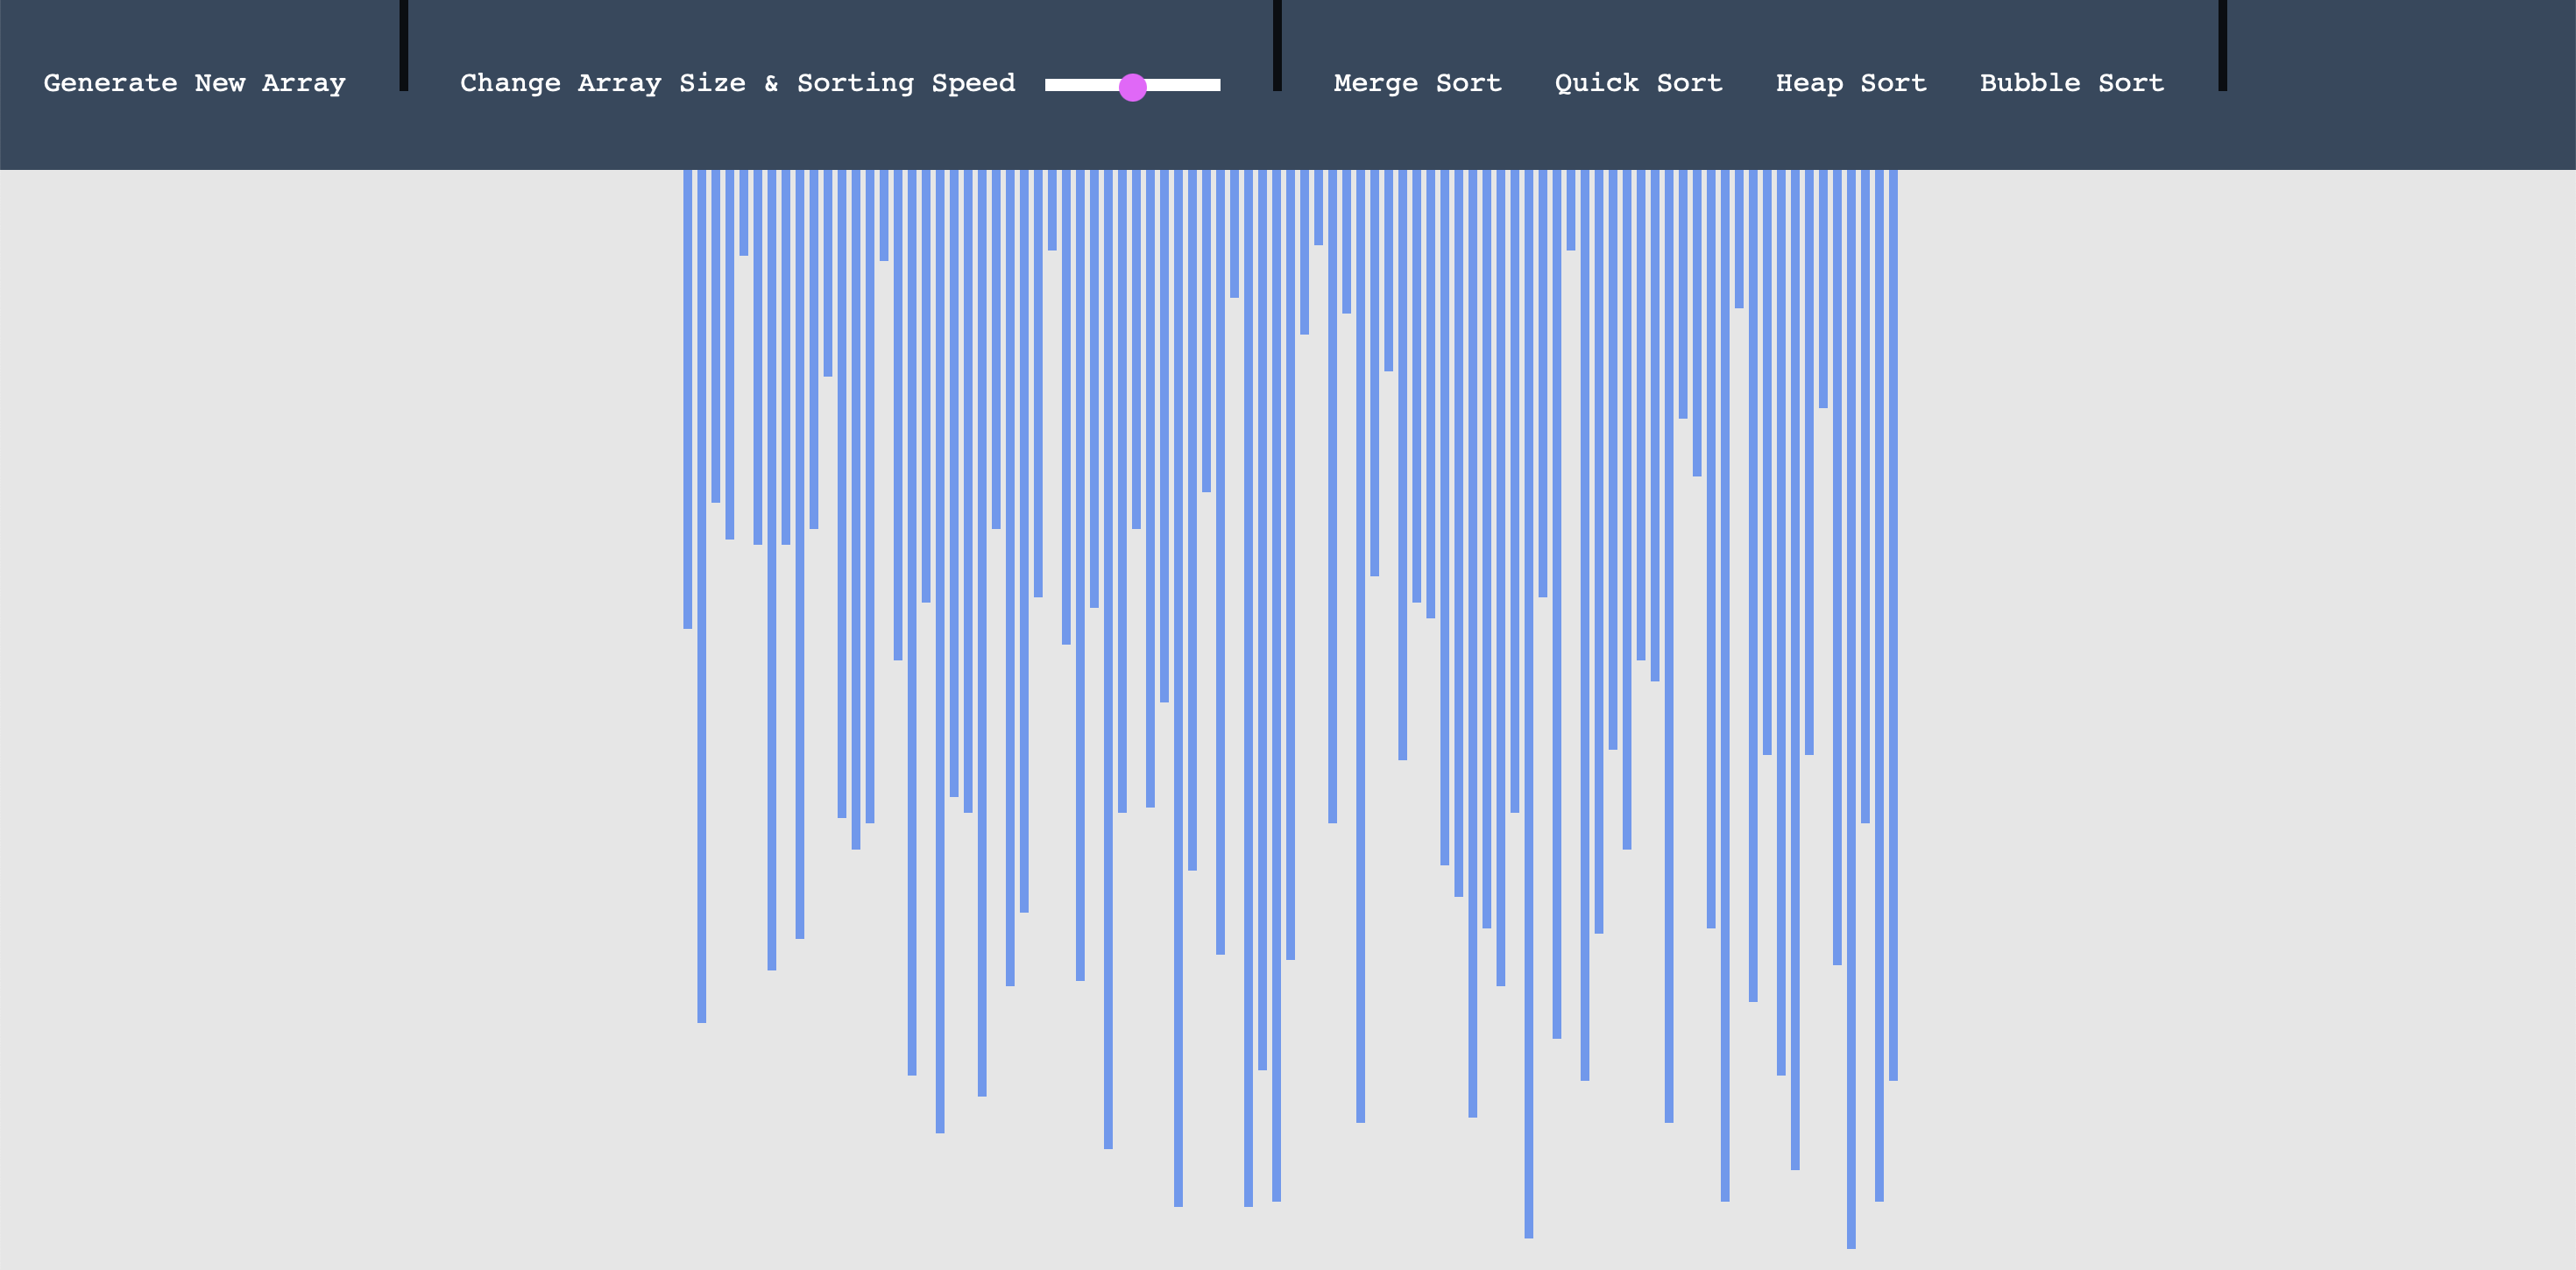 Generate New Array
Change Array Size & Sorting Speed
Merge Sort
Quick Sort
Heap Sort
Bubble Sort